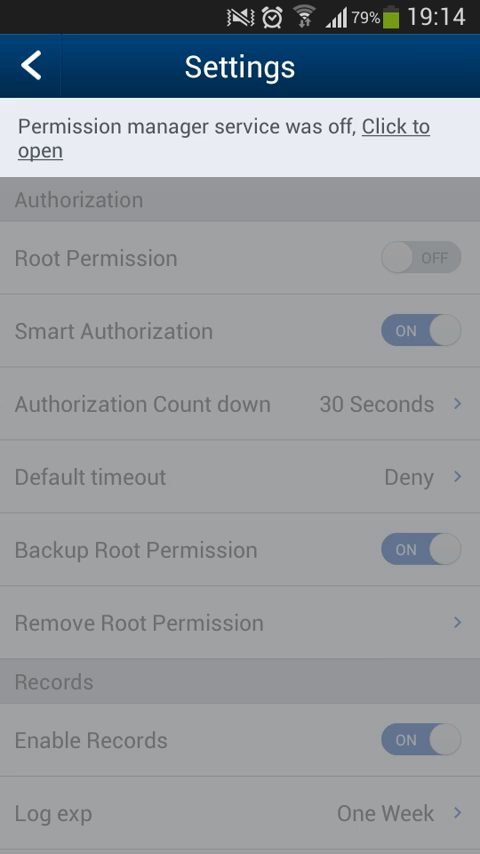 79% 19:14
Settings
Permission manager service was off, Click to
open
Authorization
Root Permission OFF
Smart Authorization ON
Authorization Count down 30 Seconds
Default timeout Deny
Backup Root Permission ON
Remove Root Permission
Records
Enable Records ON
Log exp One Week